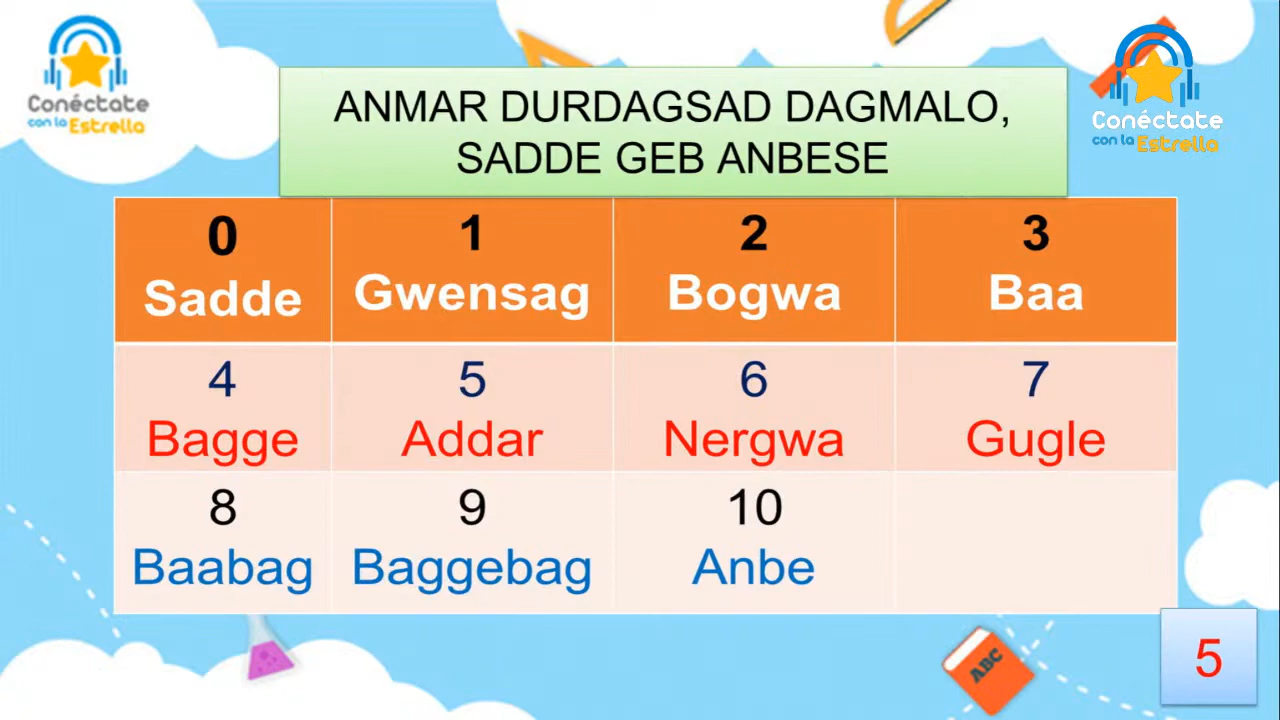 Conéctate
con la Estrella
ANMAR DURDAGSAD DAGMALO,
SADDE GEB ANBESE
Conéctate
con la Estrella
0 1 2 3
Sadde Gwensag Bogwa Baa
4 5 6 7
Bagge Addar Nergwa Gugle
8 9 10
Baabag Baggebag Anbe
ABC
5